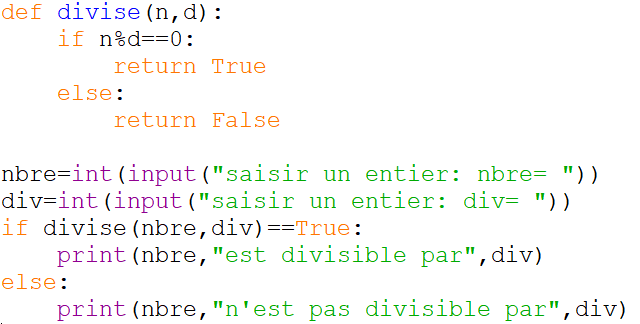 def divise(n,d):
    if n%d==0:
        return True
    else:
        return False
nbre=int(input("saisir un entier: nbre= "))
div=int(input("saisir un entier: div= "))
if divise(nbre,div)==True:
    print(nbre,"est divisible par",div)
else:
    print(nbre,"n'est pas divisible par",div)